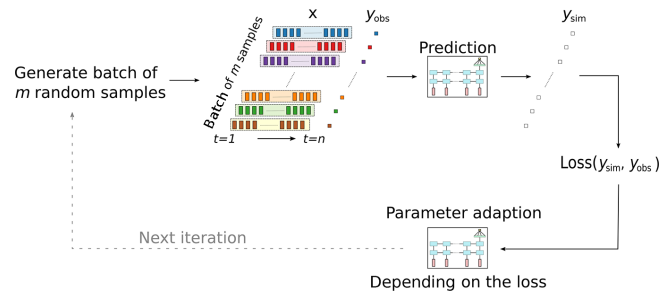 x
y_obs
y_sim
Batch of m samples
Prediction
Generate batch of
m random samples
t=1
t=n
Loss(y_sim, y_obs)
Parameter adaption
Next iteration
Depending on the loss